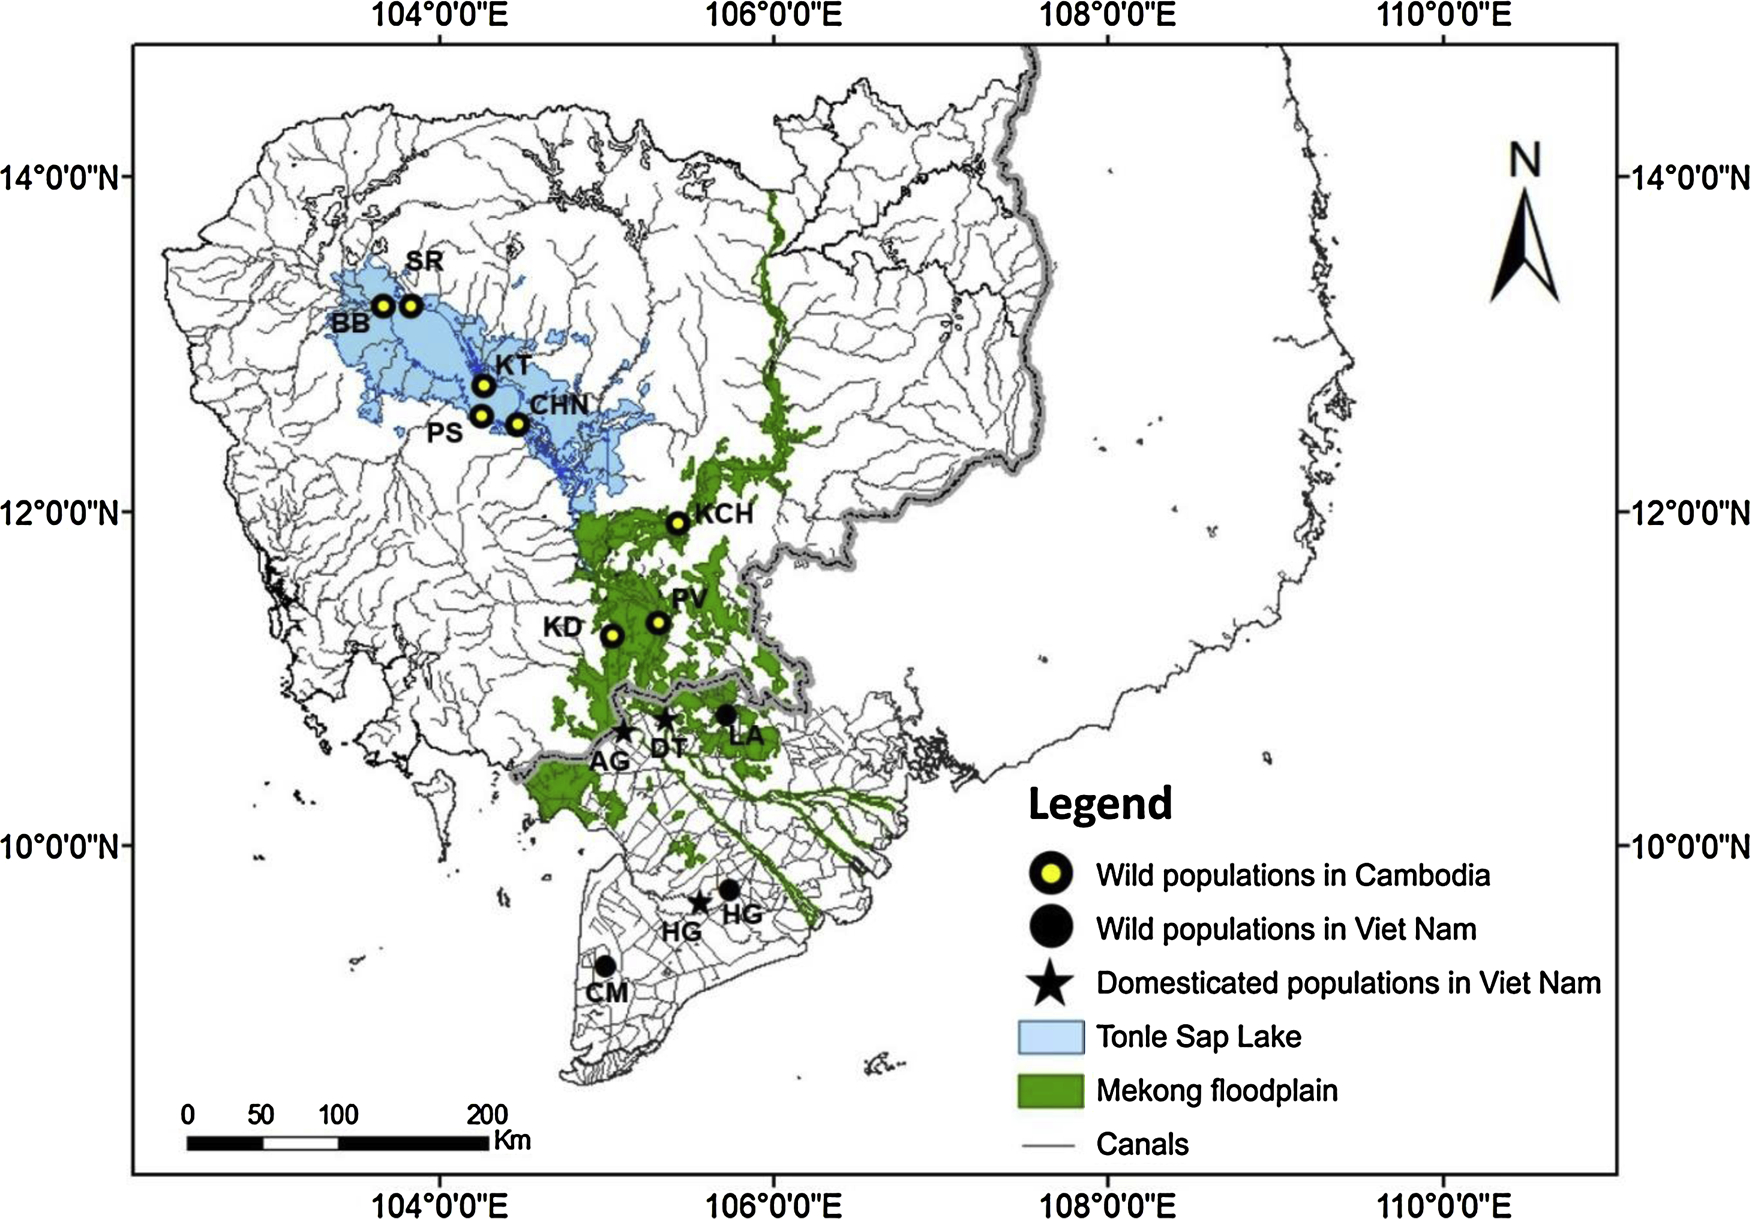 104°0'0"E 106°0'0"E 108°0'0"E 110°0'0"E
14°0'0"N
14°0'0"N
N
SR
BB
KT
CHN
PS
12°0'0"N
12°0'0"N
KCH
PV
KD
LA
DT
AG
10°0'0"N
10°0'0"N
HG
HG
CM
Legend
Wild populations in Cambodia
Wild populations in Viet Nam
Domesticated populations in Viet Nam
Tonle Sap Lake
Mekong floodplain
Canals
0 50 100 200
Km
104°0'0"E 106°0'0"E 108°0'0"E 110°0'0"E